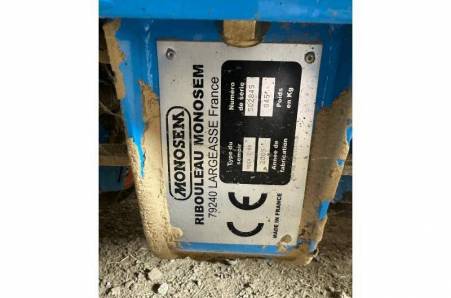 MONOSEM
RIBOULEAU MONOSEM
79240 LARGEASSE France
Type du semoir
Numéro de série
Année de fabrication
Poids en Kg
CE
MADE IN FRANCE